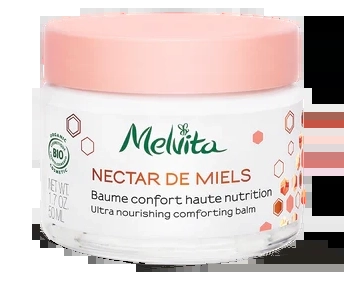 Melvita
NECTAR DE MIELS
Baume confort haute nutrition
Ultra nourishing comforting balm
ORGANIC
BIO
COSMETIC
NET WT.
1.7 OZ.
50 ML